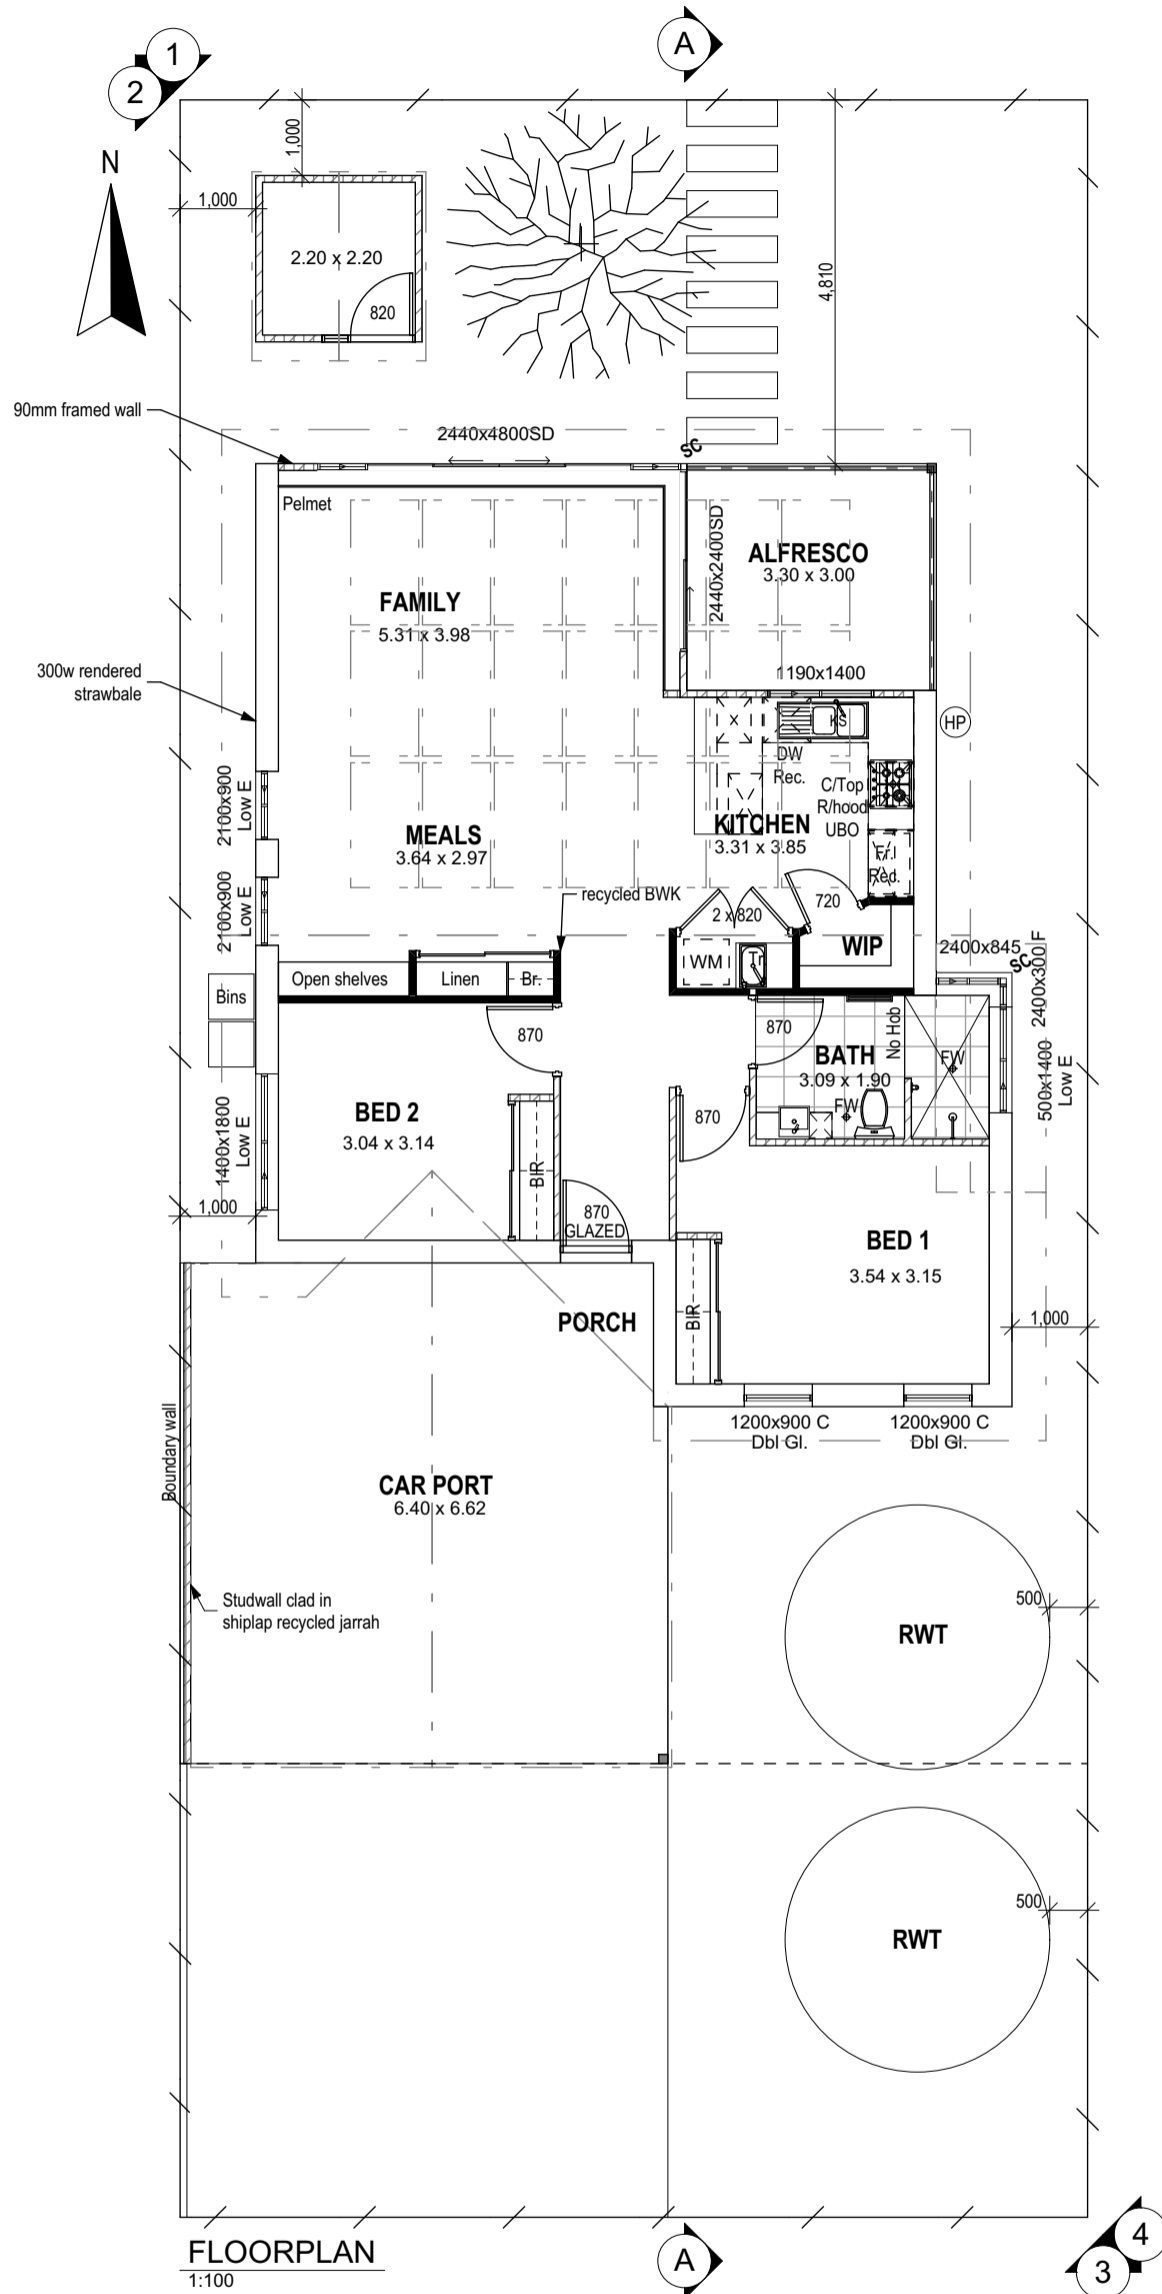 1
2
A
N
1,000
1,000
2.20 x 2.20
820
4,810
90mm framed wall
2440x4800SD
SC
Pelmet
2440x2400SD
ALFRESCO
3.30 x 3.00
FAMILY
5.31 x 3.98
300w rendered
strawbale
1190x1400
KS
HP
DW
Rec.
C/Top
R/hood
UBO
2100x900
Low E
MEALS
3.64 x 2.97
KITCHEN
3.31 x 3.85
2100x900
Low E
recycled BWK
720
2 x 820
WIP
WM
Tr
2400x845
SC
2400x300 F
Open shelves
Linen
Br.
Bins
870
870
No Hob
BATH
3.09 x 1.90
FW
FW
500x1400
Low E
BED 2
3.04 x 3.14
870
1400x1800
Low E
BIR
1,000
870
GLAZED
BED 1
3.54 x 3.15
PORCH
BIR
1,000
1200x900 C
Dbl Gl.
1200x900 C
Dbl Gl.
Boundary wall
CAR PORT
6.40 x 6.62
Studwall clad in
shiplap recycled jarrah
500
RWT
500
RWT
FLOORPLAN
1:100
A
4
3